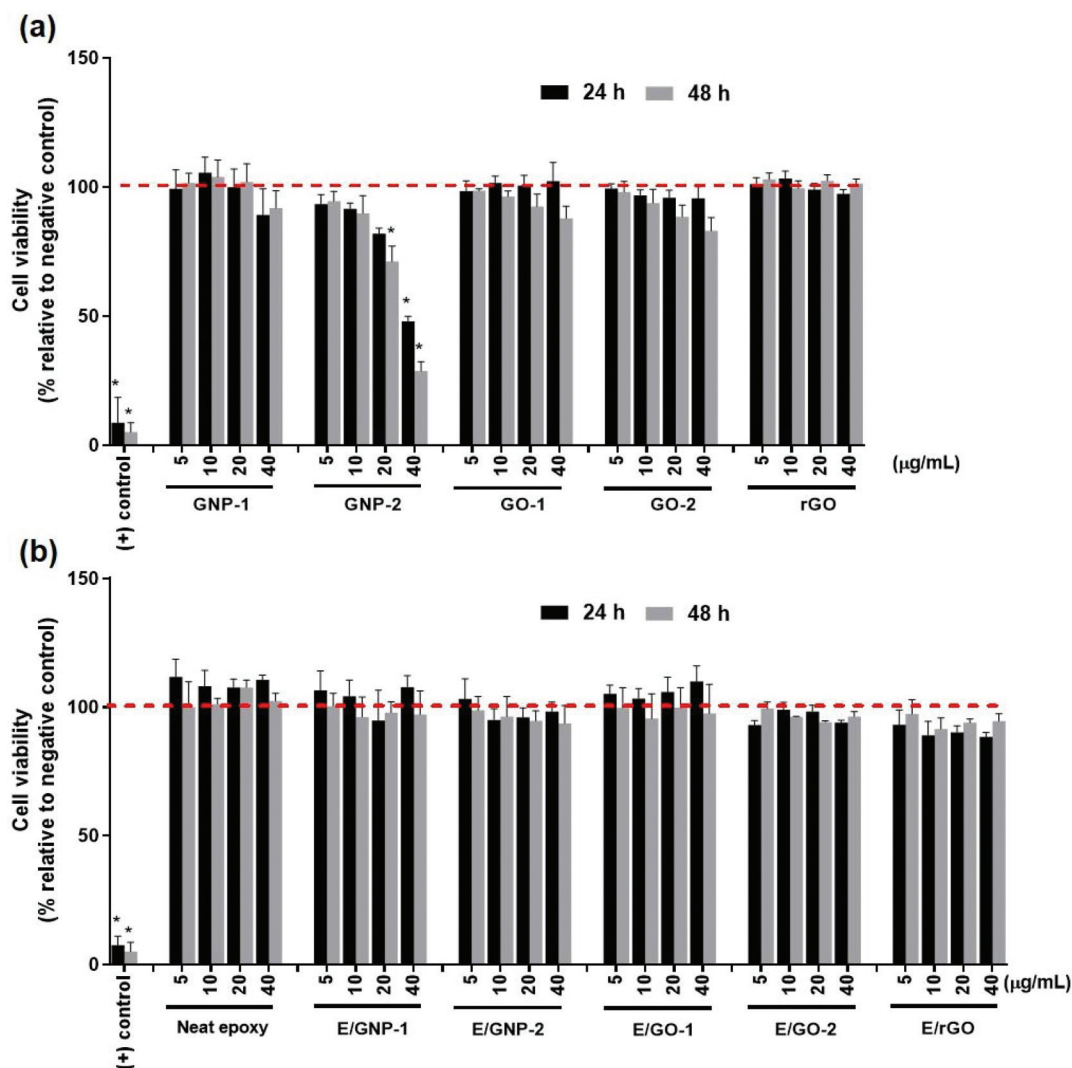 (a)
150
24 h 48 h
100
Cell viability
(% relative to negative control)
50
* *
*
*
*
0
(+) control
5 10 20 40 5 10 20 40 5 10 20 40 5 10 20 40 5 10 20 40 (μg/mL)
GNP-1 GNP-2 GO-1 GO-2 rGO
(b)
150
24 h 48 h
100
Cell viability
(% relative to negative control)
50
* *
0
(+) control
5 10 20 40 5 10 20 40 5 10 20 40 5 10 20 40 5 10 20 40 5 10 20 40 (μg/mL)
Neat epoxy E/GNP-1 E/GNP-2 E/GO-1 E/GO-2 E/rGO